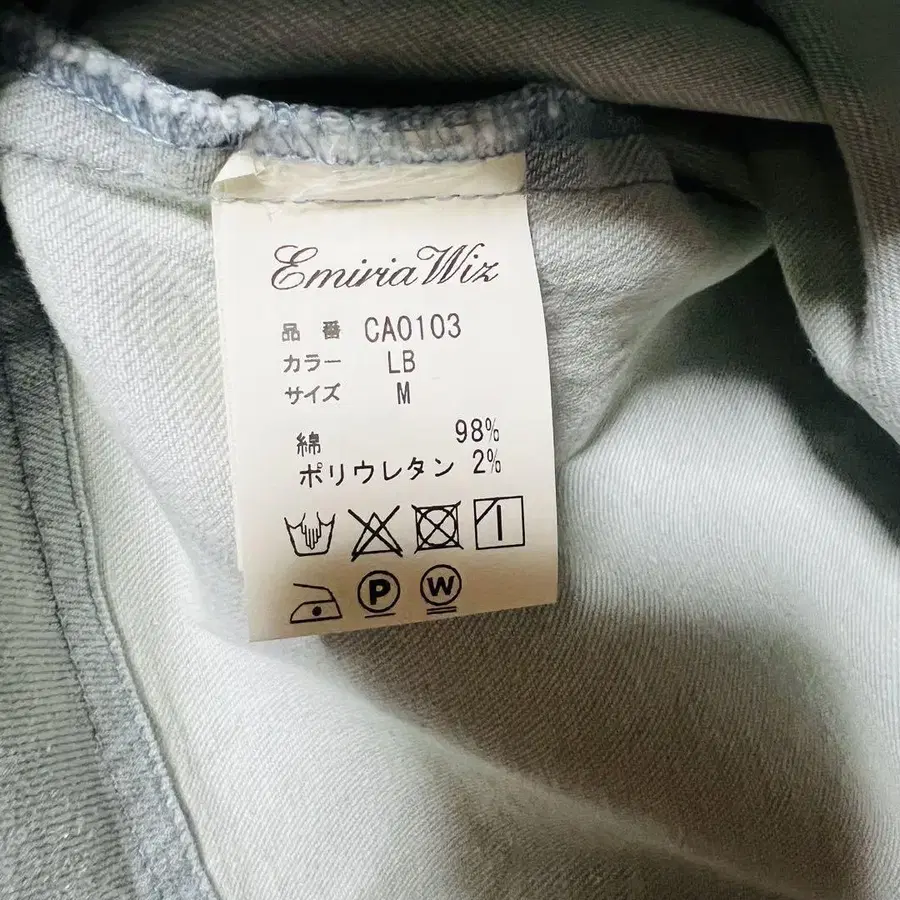 EmiriaWiz
品番 CA0103
カラー LB
サイズ M
綿 98%
ポリウレタン 2%
P W